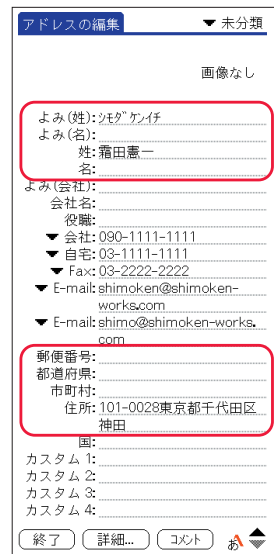 アドレスの編集 ▼ 未分類
画像なし
よみ(姓): ｼﾓﾀﾞｹﾝｲﾁ
よみ(名):
姓: 霜田憲一
名:
よみ(会社):
会社名:
役職:
▼ 会社: 090-1111-1111
▼ 自宅: 03-1111-1111
▼ Fax: 03-2222-2222
▼ E-mail: shimoken@shimoken-
works.com
▼ E-mail: shimo@shimoken-works.
com
郵便番号:
都道府県:
市町村:
住所: 101-0028東京都千代田区
神田
国:
カスタム 1:
カスタム 2:
カスタム 3:
カスタム 4:
終了 詳細... ｺﾒﾝﾄ あA